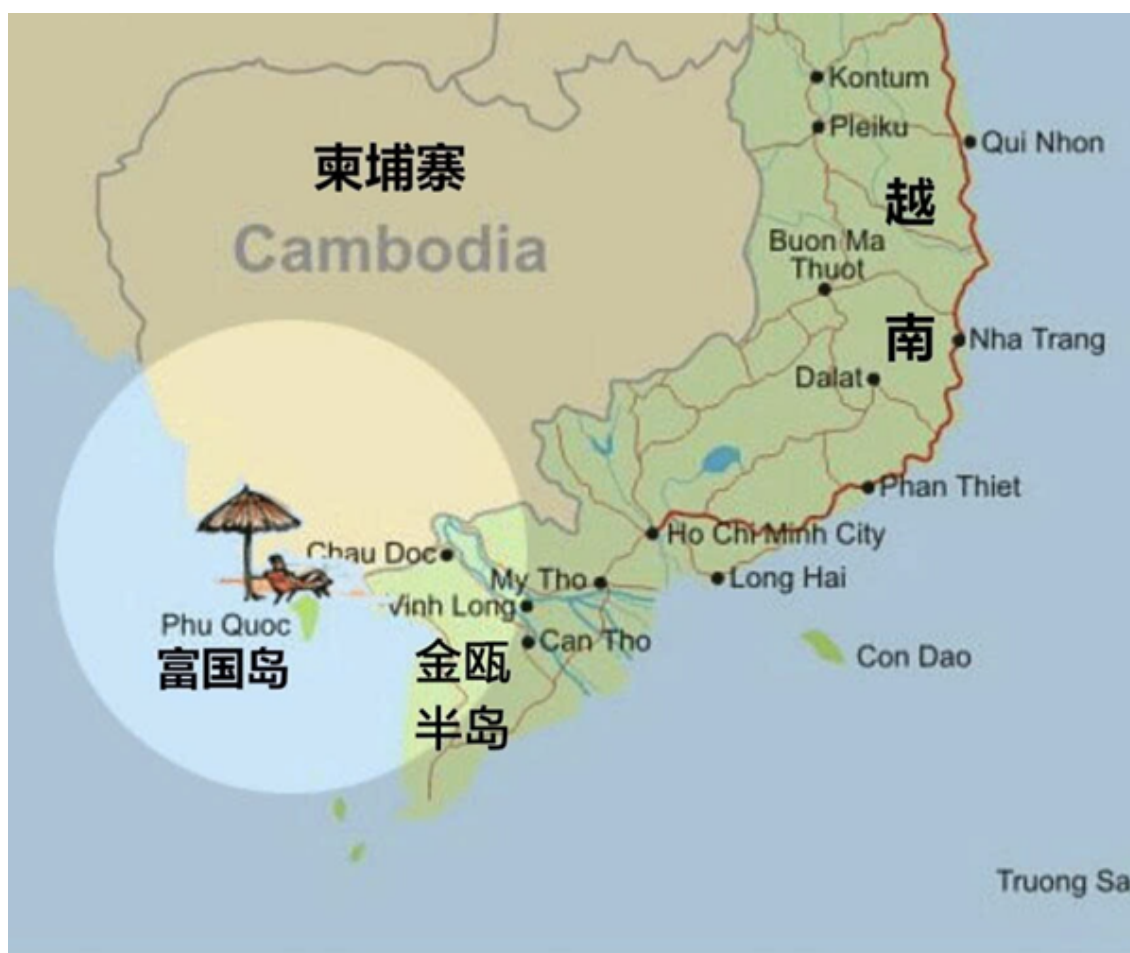 Kontum
Pleiku
Qui Nhon
柬埔寨
越
南
Cambodia
Buon Ma
Thuot
Nha Trang
Dalat
Phan Thiet
Ho Chi Minh City
Chau Doc
My Tho
Long Hai
Vinh Long
Phu Quoc
Can Tho
富国岛
金瓯
半岛
Con Dao
Truong Sa